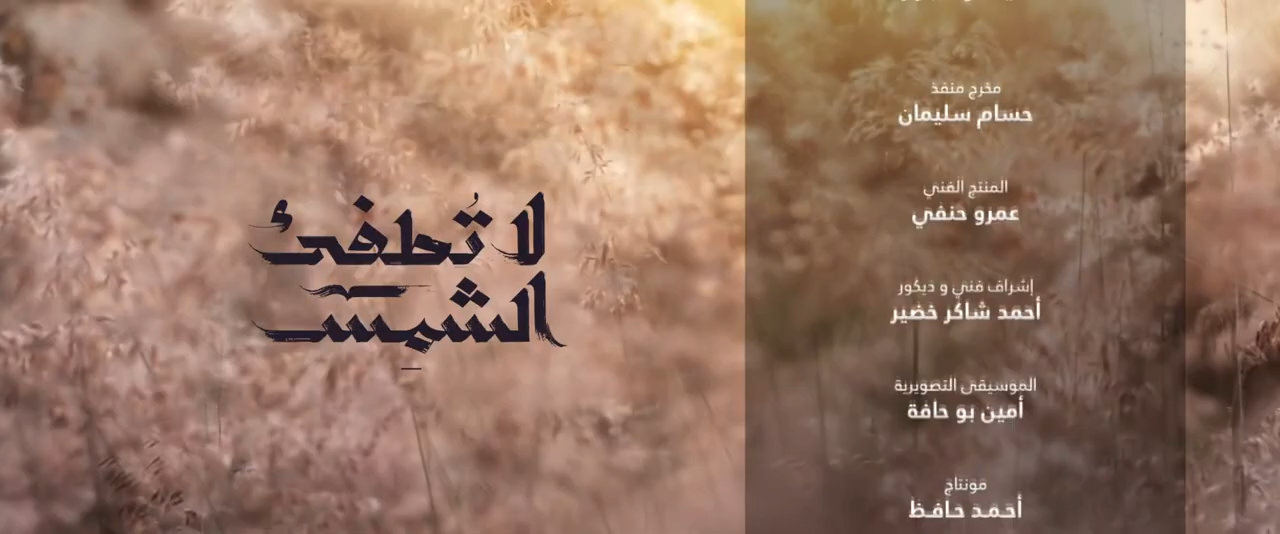 لا تُطفئ
الشمس
مخرج منفذ
حسام سليمان
المنتج الفني
عمرو حنفي
إشراف فني و ديكور
أحمد شاكر خضير
الموسيقى التصويرية
أمين بو حافة
مونتاج
أحمد حافظ